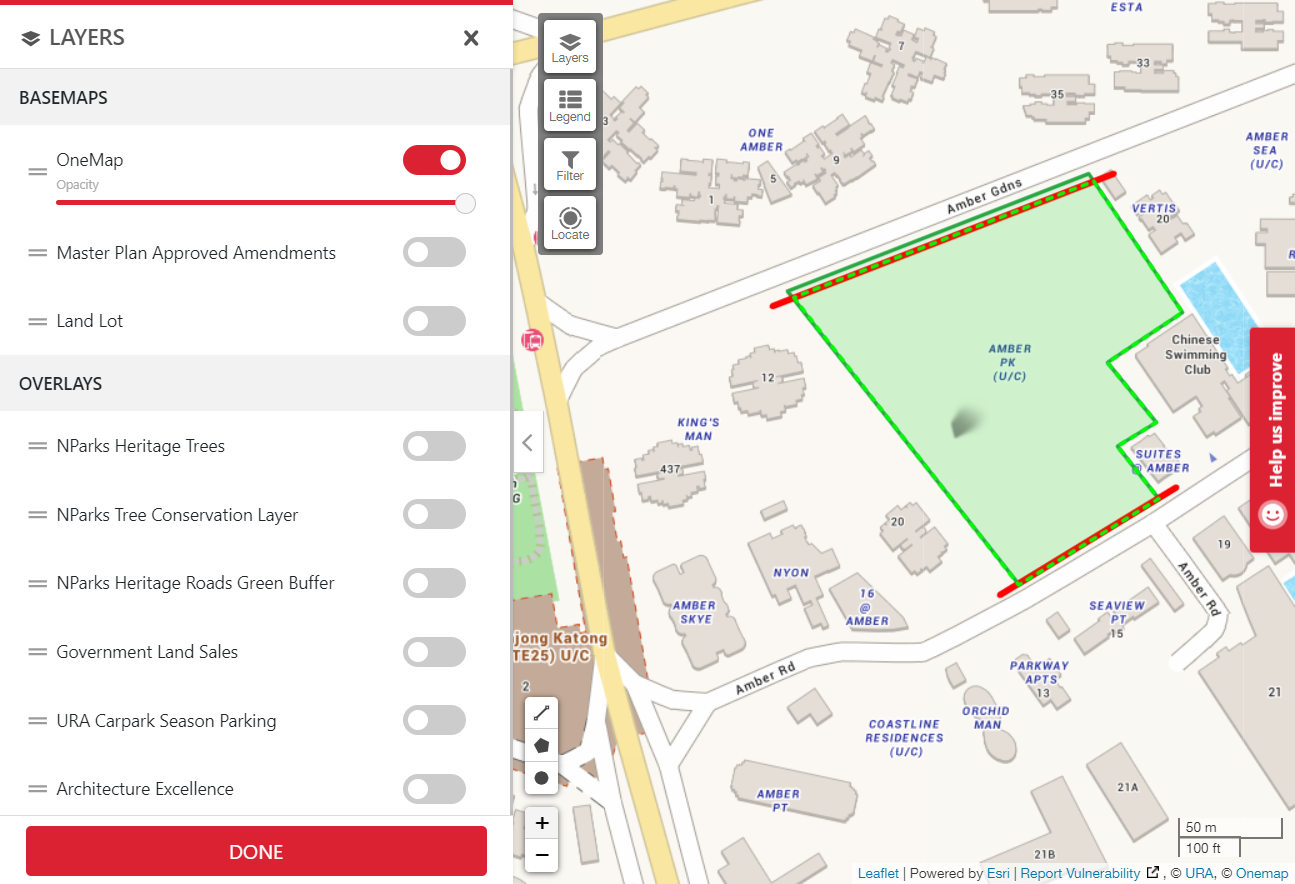 LAYERS
BASEMAPS
OneMap
Opacity
Master Plan Approved Amendments
Land Lot
OVERLAYS
NParks Heritage Trees
NParks Tree Conservation Layer
NParks Heritage Roads Green Buffer
Government Land Sales
URA Carpark Season Parking
Architecture Excellence
DONE
Layers
Legend
Filter
Locate
ESTA
7
33
35
3
ONE
AMBER
9
5
1
AMBER
SEA
(U/C)
Amber Gdns
VERTIS
20
R
AMBER
PK
(U/C)
Chinese
Swimming
Club
12
KING'S
MAN
437
SUITES
@ AMBER
G
20
19
NYON
16
@
AMBER
AMBER
SKYE
Amber Rd
SEAVIEW
PT
15
jong Katong
TE25) U/C
2
Amber Rd
PARKWAY
APTS
13
ORCHID
MAN
21
COASTLINE
RESIDENCES
(U/C)
AMBER
PT
21A
21B
+
−
50 m
100 ft
Help us improve
Leaflet | Powered by Esri | Report Vulnerability , © URA, © Onemap